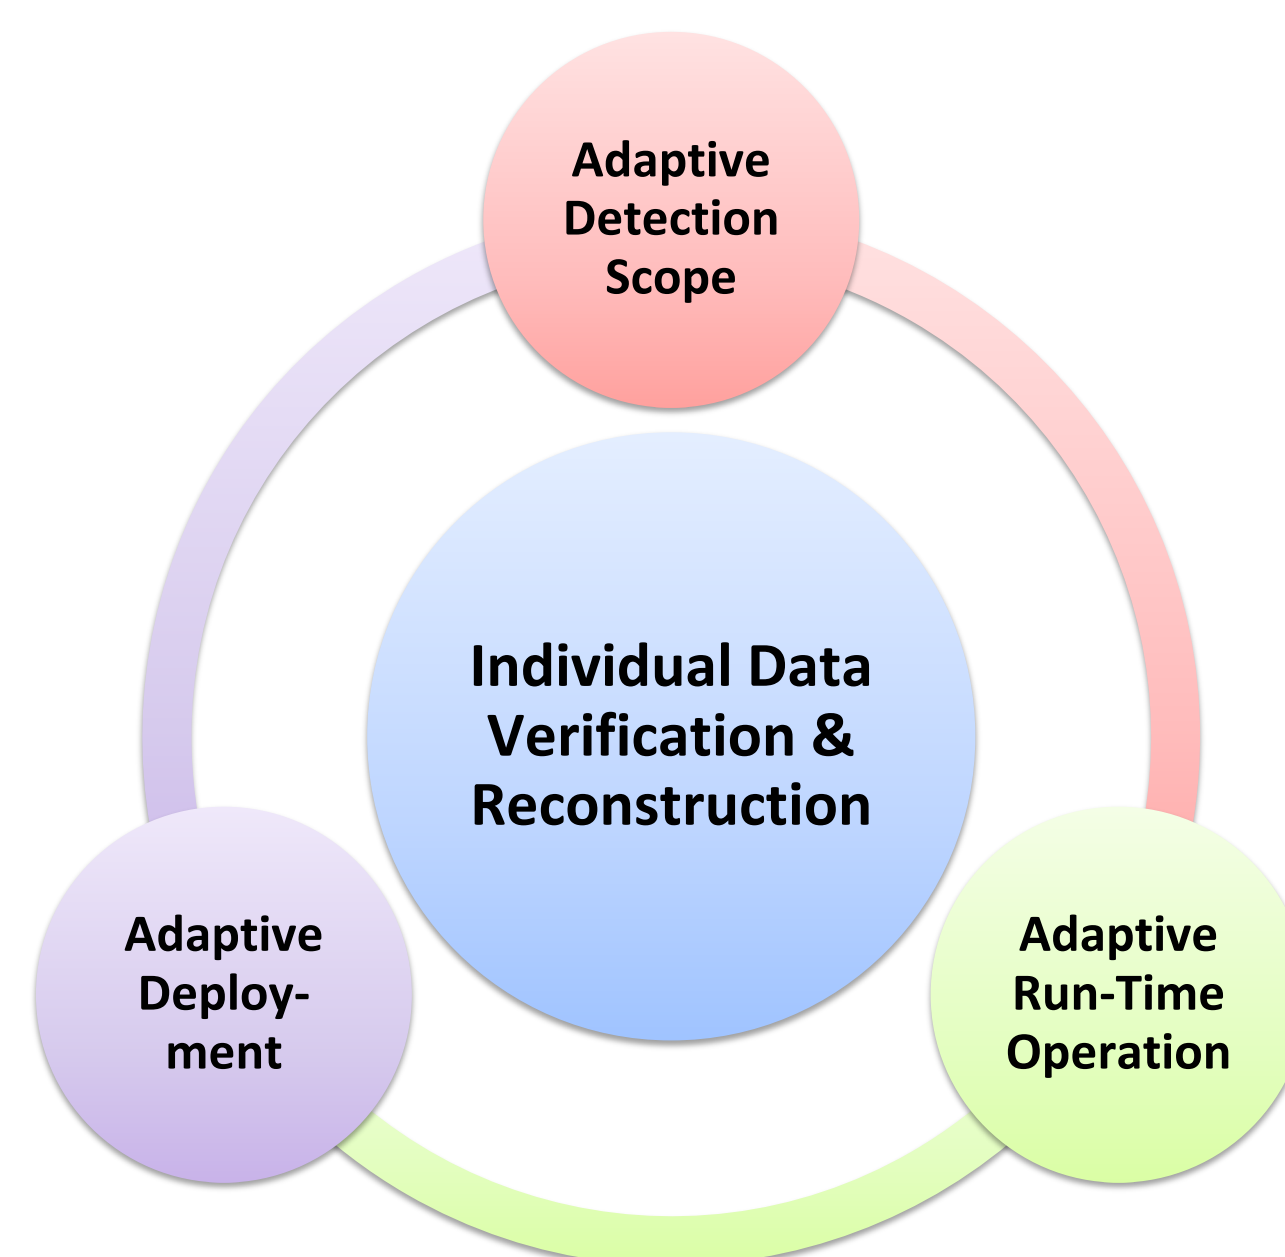 Adaptive
Detection
Scope
Individual Data
Verification &
Reconstruction
Adaptive
Deploy-
ment
Adaptive
Run-Time
Operation